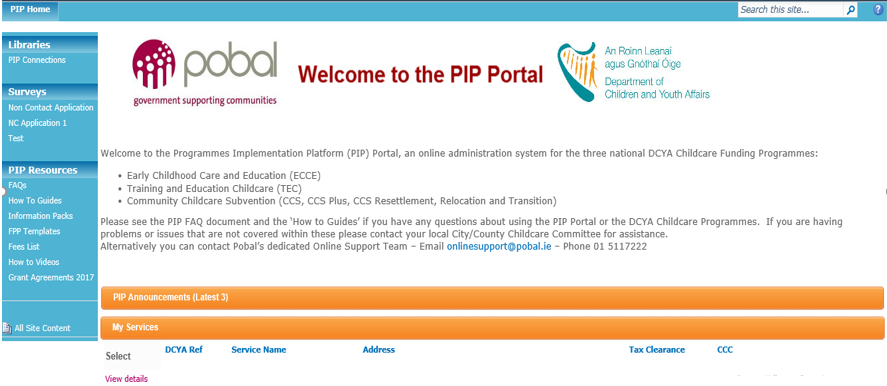 PIP Home
Search this site...
Libraries
PIP Connections
Surveys
Non Contact Application
NC Application 1
Test
PIP Resources
FAQs
How To Guides
Information Packs
FPP Templates
Fees List
How to Videos
Grant Agreements 2017
All Site Content
pobal
government supporting communities
Welcome to the PIP Portal
An Roinn Leanaí
agus Gnóthaí Óige
Department of
Children and Youth Affairs
Welcome to the Programmes Implementation Platform (PIP) Portal, an online administration system for the three national DCYA Childcare Funding Programmes:
• Early Childhood Care and Education (ECCE)
• Training and Education Childcare (TEC)
• Community Childcare Subvention (CCS, CCS Plus, CCS Resettlement, Relocation and Transition)
Please see the PIP FAQ document and the 'How to Guides' if you have any questions about using the PIP Portal or the DCYA Childcare Programmes. If you are having
problems or issues that are not covered within these please contact your local City/County Childcare Committee for assistance.
Alternatively you can contact Pobal's dedicated Online Support Team – Email onlinesupport@pobal.ie – Phone 01 5117222
PIP Announcements (Latest 3)
My Services
Select DCYA Ref Service Name Address Tax Clearance CCC
View details